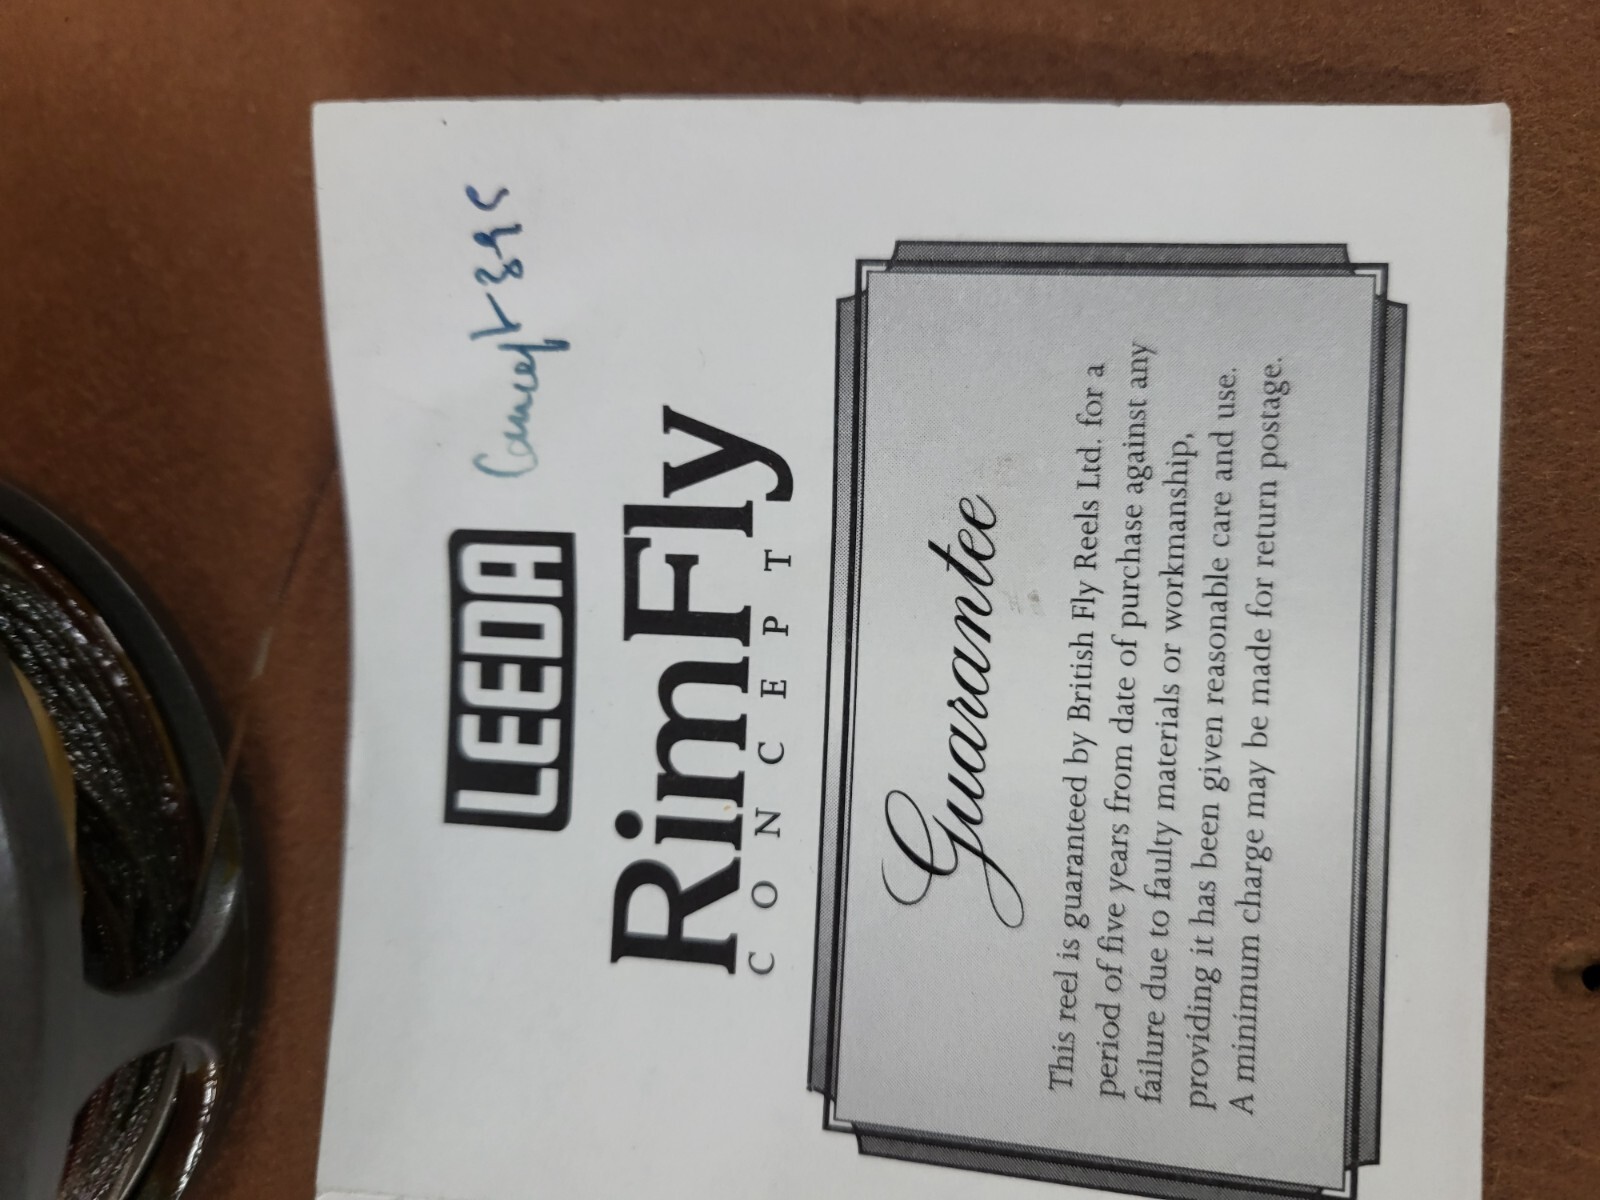 LEEDA Concept
RimFly
CONCEPT
Guarantee
This reel is guaranteed by British Fly Reels Ltd. for a
period of five years from date of purchase against any
failure due to faulty materials or workmanship,
providing it has been given reasonable care and use.
A minimum charge may be made for return postage.